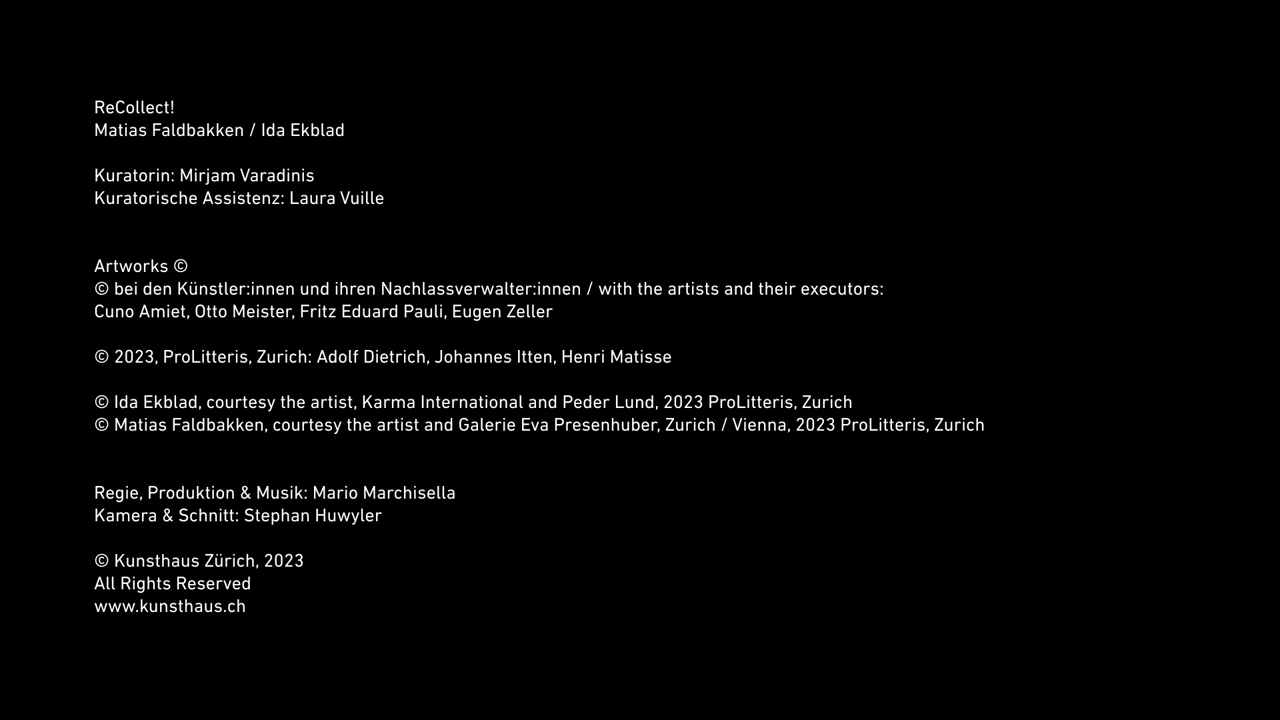 ReCollect!
Matias Faldbakken / Ida Ekblad
Kuratorin: Mirjam Varadinis
Kuratorische Assistenz: Laura Vuille
Artworks ©
© bei den Künstler:innen und ihren Nachlassverwalter:innen / with the artists and their executors:
Cuno Amiet, Otto Meister, Fritz Eduard Pauli, Eugen Zeller
© 2023, ProLitteris, Zurich: Adolf Dietrich, Johannes Itten, Henri Matisse
© Ida Ekblad, courtesy the artist, Karma International and Peder Lund, 2023 ProLitteris, Zurich
© Matias Faldbakken, courtesy the artist and Galerie Eva Presenhuber, Zurich / Vienna, 2023 ProLitteris, Zurich
Regie, Produktion & Musik: Mario Marchisella
Kamera & Schnitt: Stephan Huwyler
© Kunsthaus Zürich, 2023
All Rights Reserved
www.kunsthaus.ch